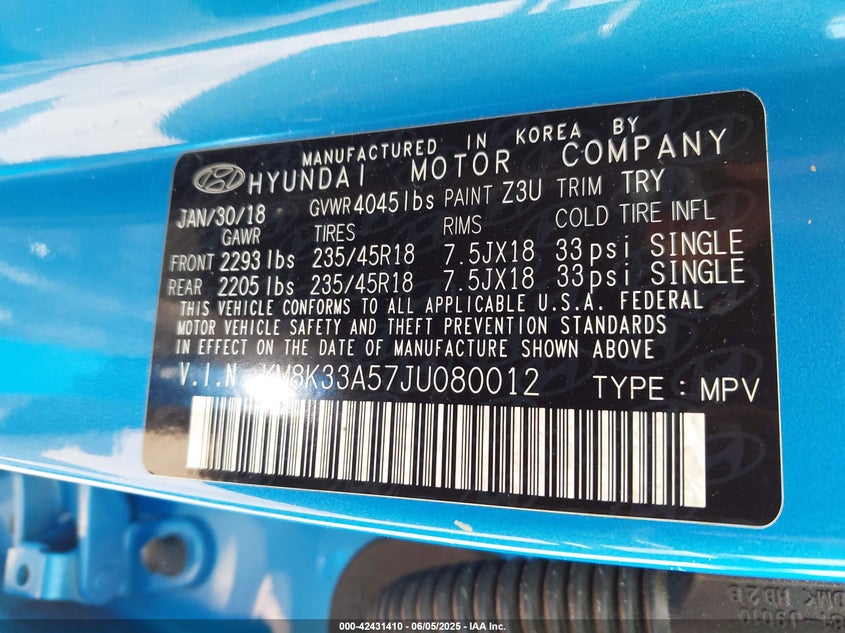 MANUFACTURED IN KOREA BY
HYUNDAI MOTOR COMPANY
JAN/30/18 GVWR 4045lbs PAINT Z3U TRIM TRY
GAWR TIRES RIMS COLD TIRE INFL
FRONT 2293 lbs 235/45R18 7.5JX18 33psi SINGLE
REAR 2205 lbs 235/45R18 7.5JX18 33psi SINGLE
THIS VEHICLE CONFORMS TO ALL APPLICABLE U.S.A. FEDERAL
MOTOR VEHICLE SAFETY AND THEFT PREVENTION STANDARDS
IN EFFECT ON THE DATE OF MANUFACTURE SHOWN ABOVE
V.I.N. KM8K33A57JU080012 TYPE : MPV
HB2E
000-42431410 - 06/05/2025 - IAA Inc.